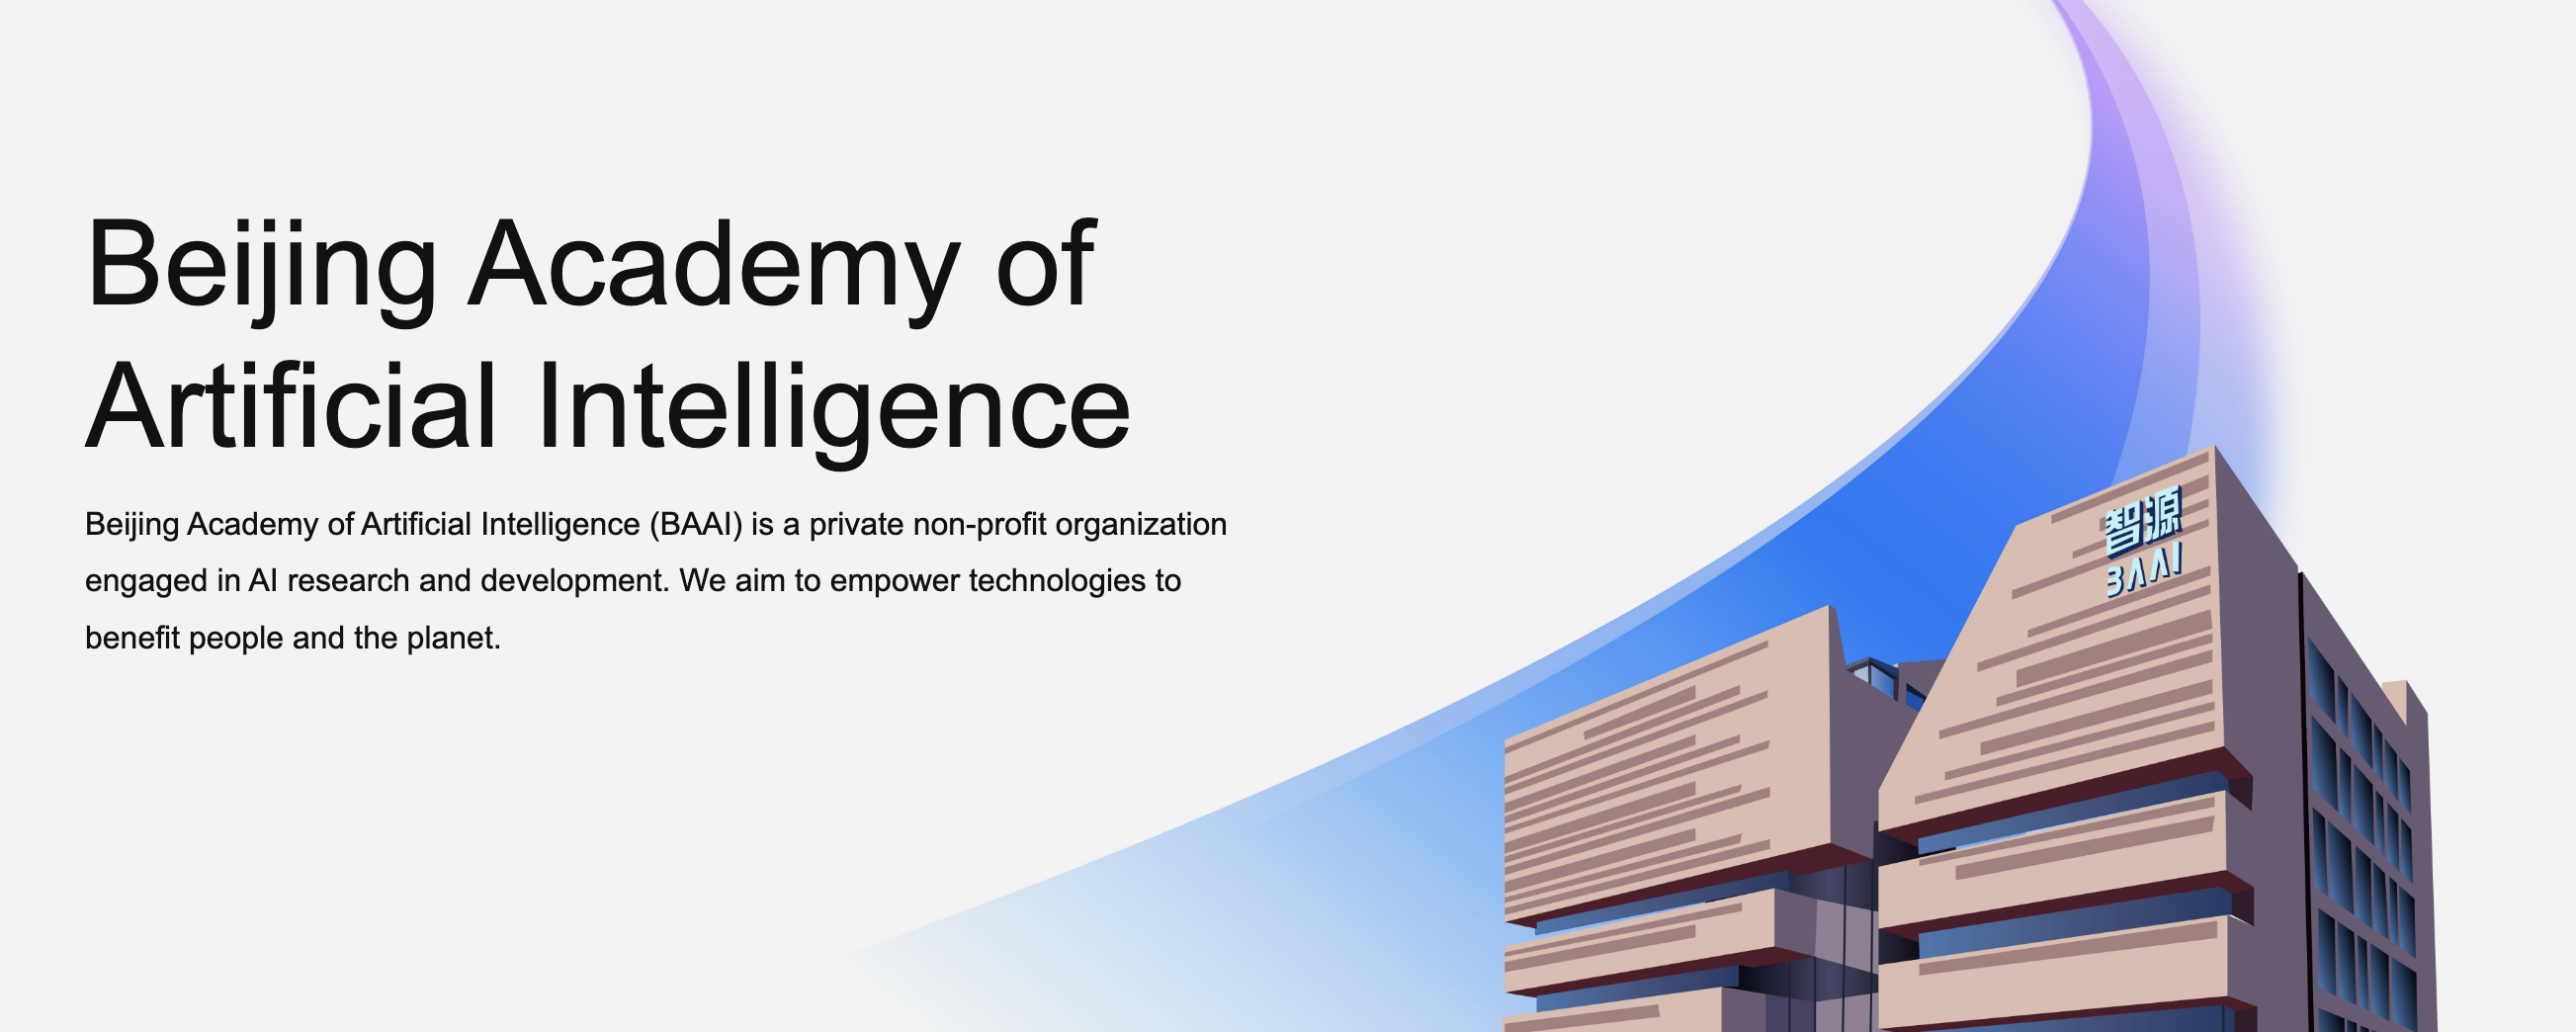 Beijing Academy of
Artificial Intelligence
Beijing Academy of Artificial Intelligence (BAAI) is a private non-profit organization
engaged in AI research and development. We aim to empower technologies to
benefit people and the planet.
智源
BAAI